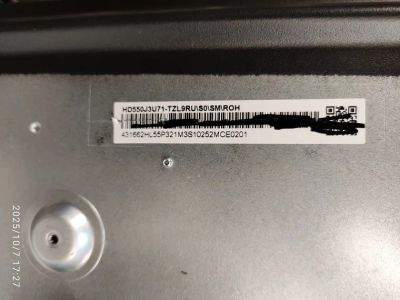 HD550J3U71-TZL9RU\S0\SM\ROH
431662HL55P321M3S10252MCE0201
2025/10/7 17:27